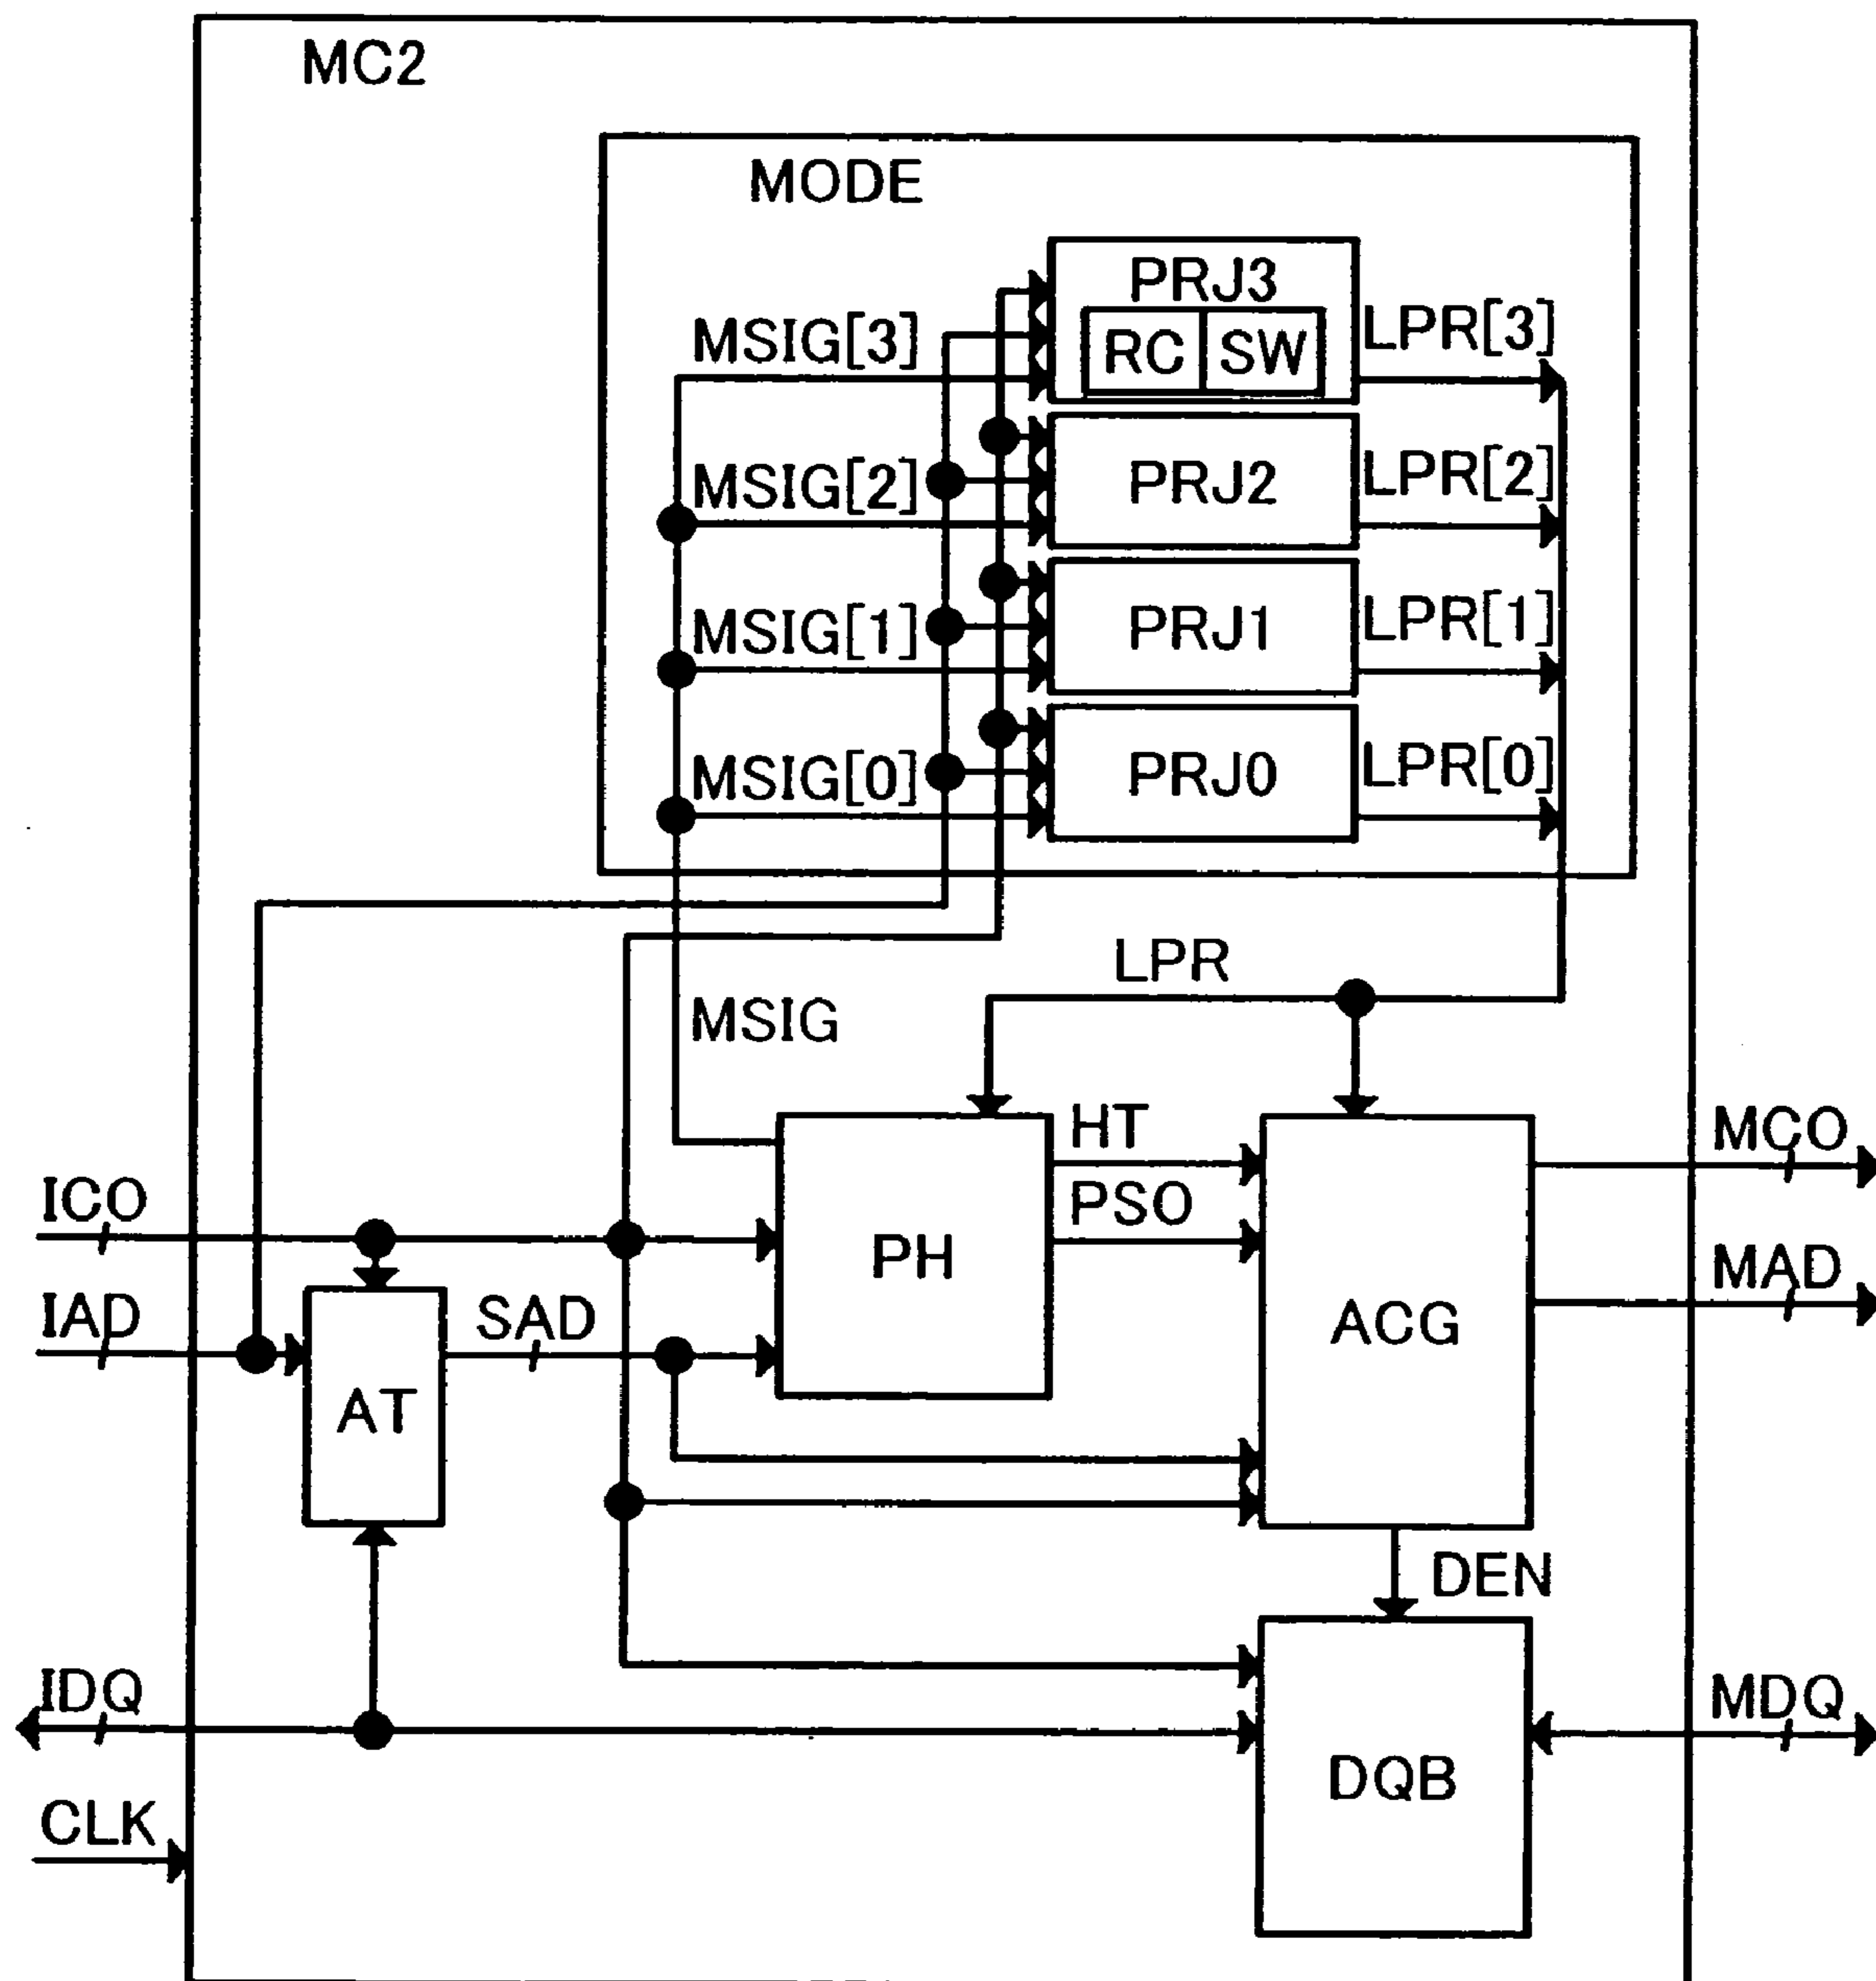 MC2
MODE
PRJ3
RC SW
MSIG[3]
LPR[3]
MSIG[2]
PRJ2
LPR[2]
MSIG[1]
PRJ1
LPR[1]
MSIG[0]
PRJ0
LPR[0]
LPR
MSIG
HT
MCO
ICO
PSO
PH
MAD
IAD
SAD
ACG
AT
DEN
IDQ
MDQ
DQB
CLK